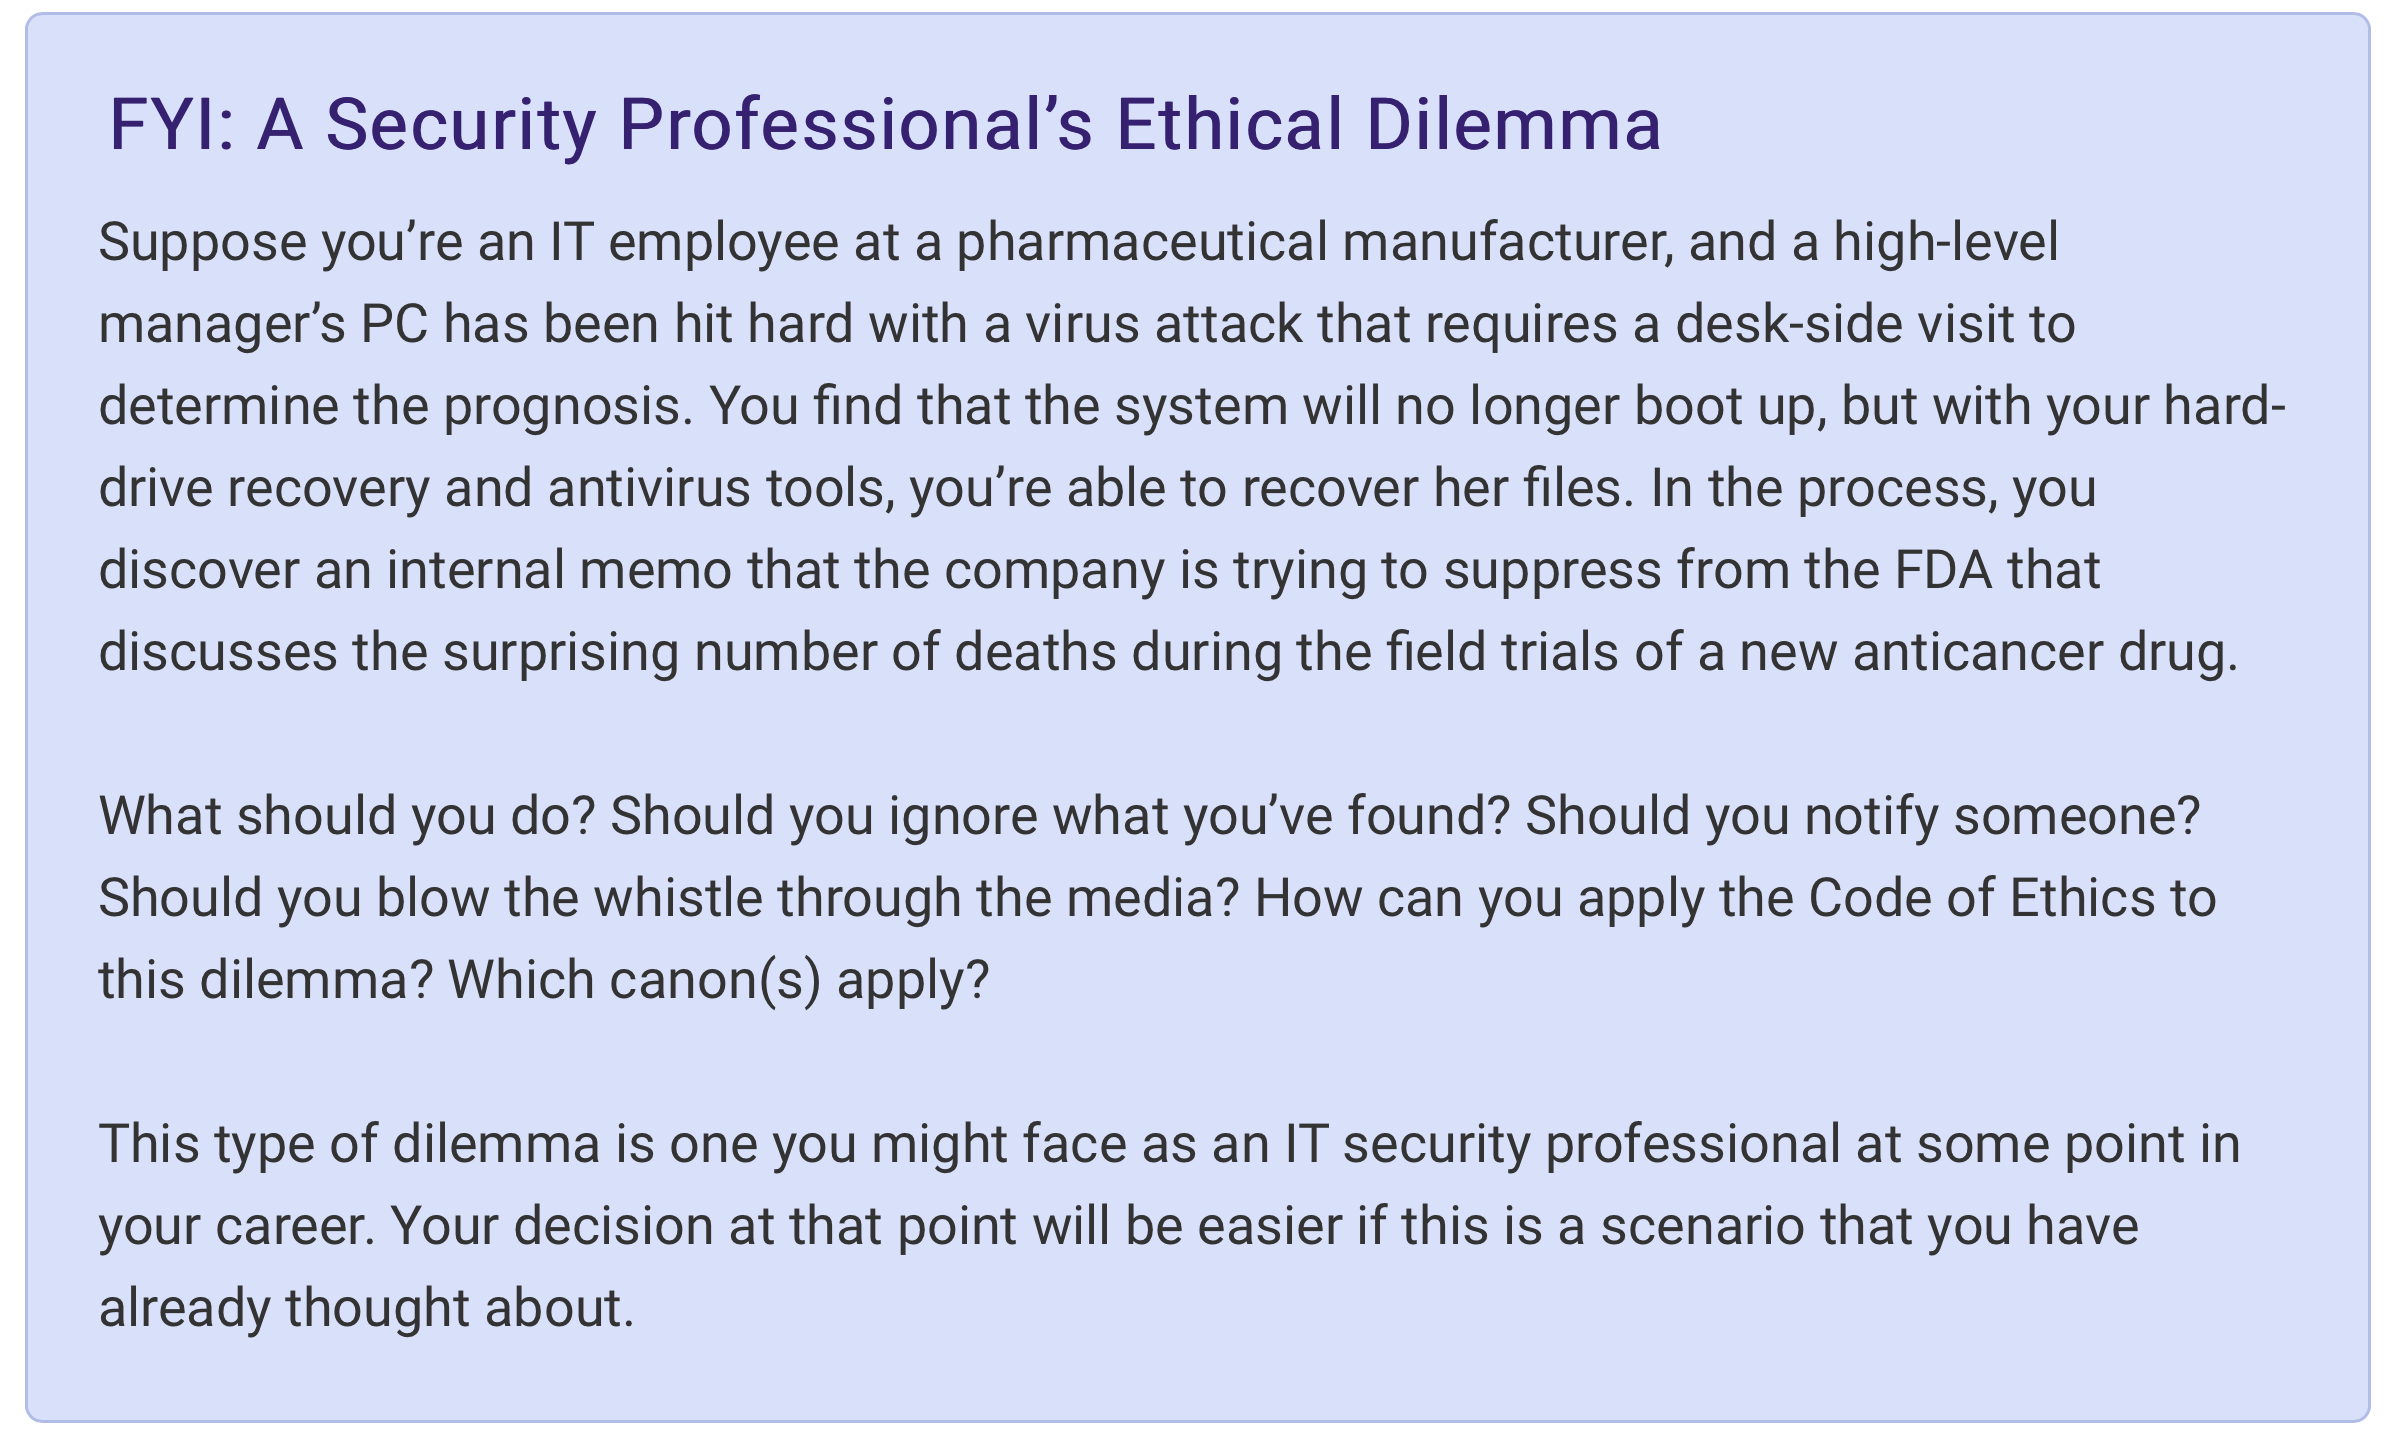 FYI: A Security Professional’s Ethical Dilemma
Suppose you’re an IT employee at a pharmaceutical manufacturer, and a high-level
manager’s PC has been hit hard with a virus attack that requires a desk-side visit to
determine the prognosis. You find that the system will no longer boot up, but with your hard-
drive recovery and antivirus tools, you’re able to recover her files. In the process, you
discover an internal memo that the company is trying to suppress from the FDA that
discusses the surprising number of deaths during the field trials of a new anticancer drug.
What should you do? Should you ignore what you’ve found? Should you notify someone?
Should you blow the whistle through the media? How can you apply the Code of Ethics to
this dilemma? Which canon(s) apply?
This type of dilemma is one you might face as an IT security professional at some point in
your career. Your decision at that point will be easier if this is a scenario that you have
already thought about.